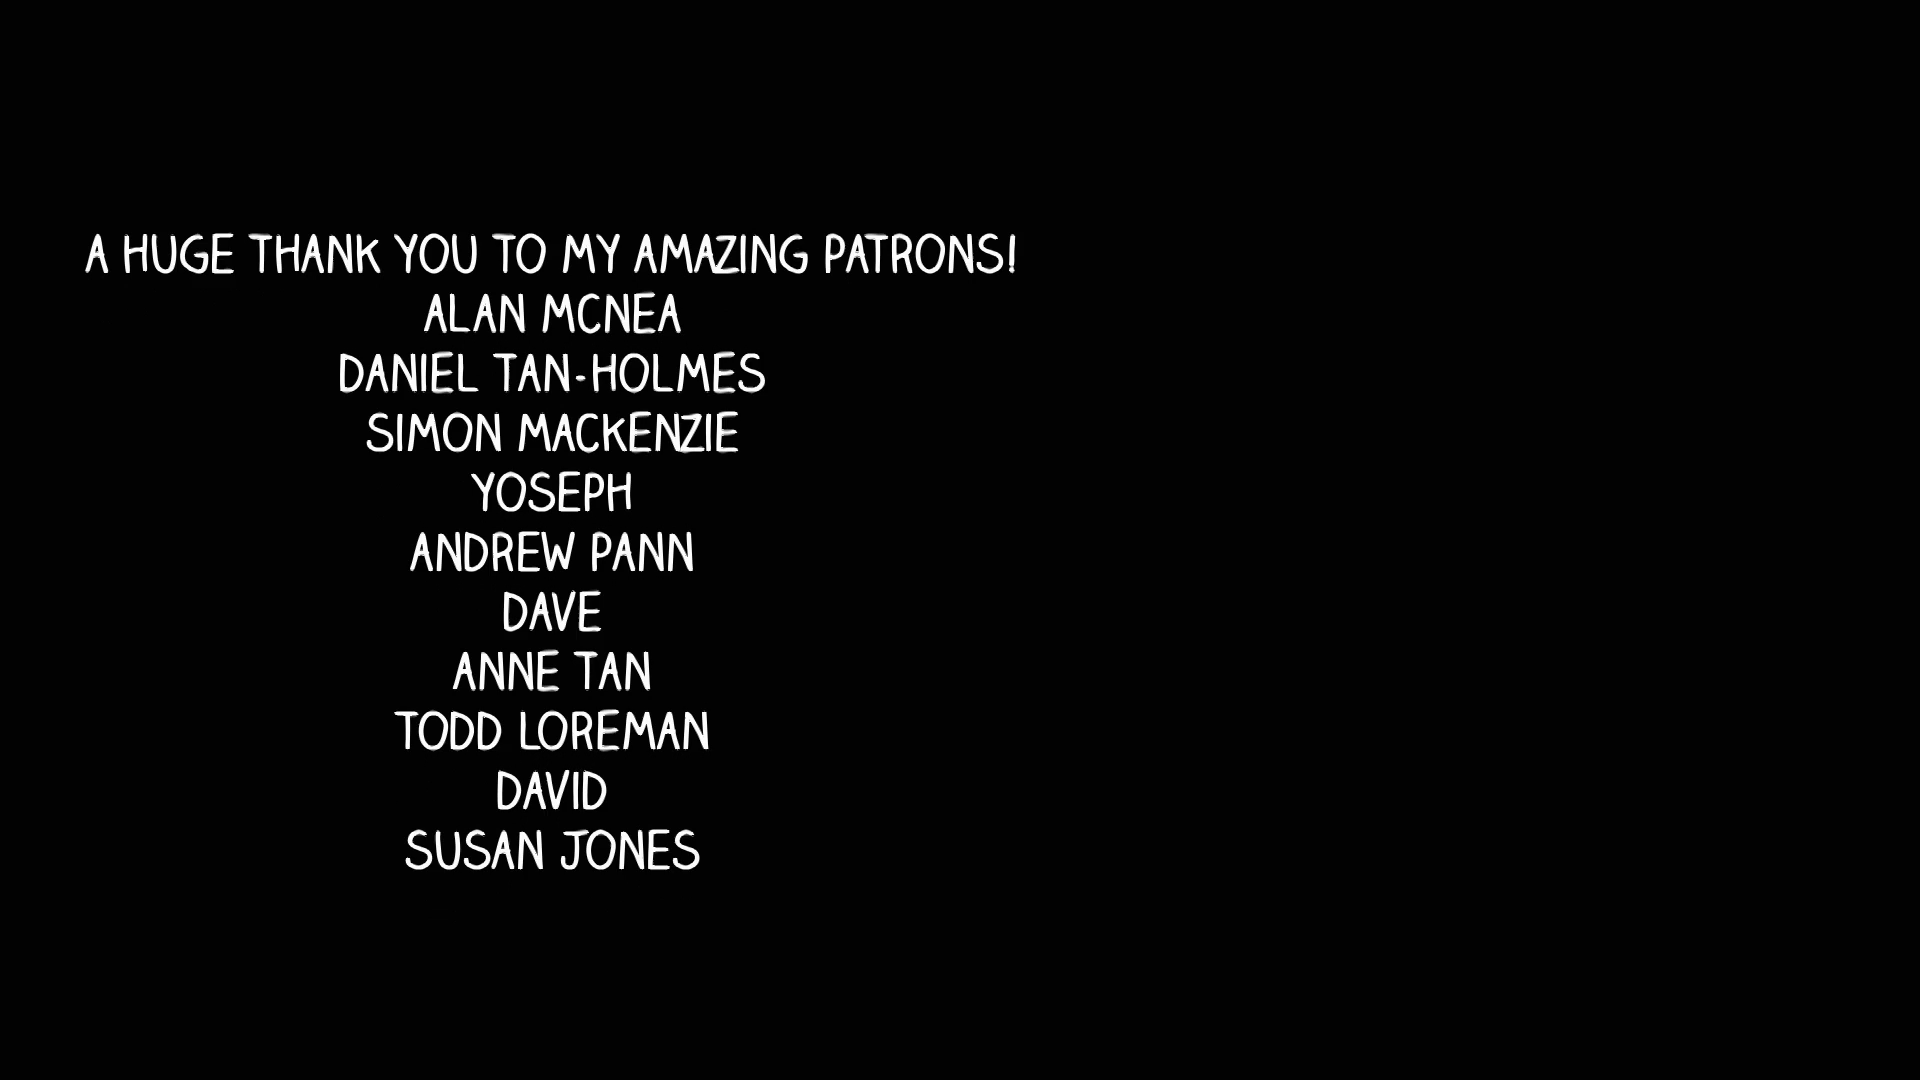 A HUGE THANK YOU TO MY AMAZING PATRONS!
ALAN MCNEA
DANIEL TAN-HOLMES
SIMON MACKENZIE
YOSEPH
ANDREW PANN
DAVE
ANNE TAN
TODD LOREMAN
DAVID
SUSAN JONES